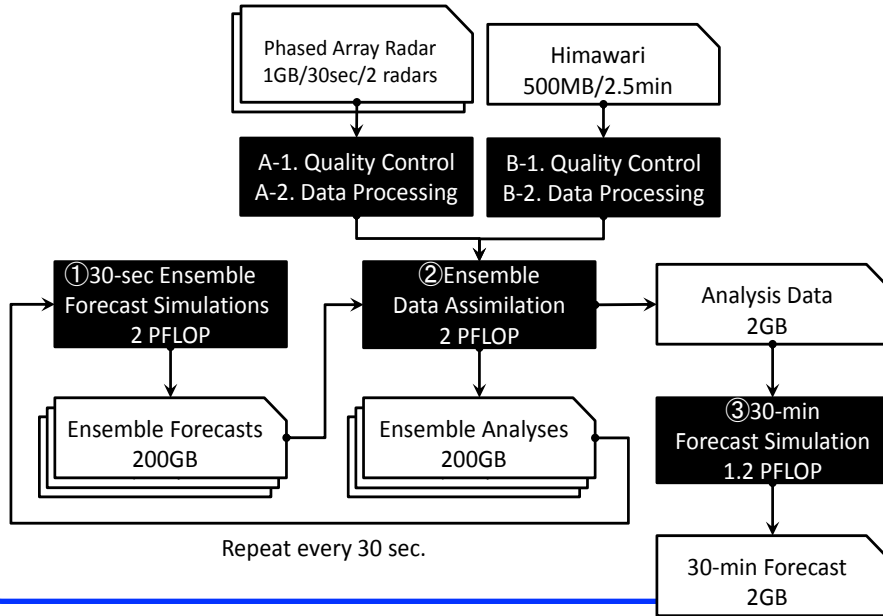 Phased Array Radar
1GB/30sec/2 radars
Himawari
500MB/2.5min
A-1. Quality Control
A-2. Data Processing
B-1. Quality Control
B-2. Data Processing
①30-sec Ensemble
Forecast Simulations
2 PFLOP
②Ensemble
Data Assimilation
2 PFLOP
Analysis Data
2GB
Ensemble Forecasts
200GB
Ensemble Analyses
200GB
③30-min
Forecast Simulation
1.2 PFLOP
Repeat every 30 sec.
30-min Forecast
2GB